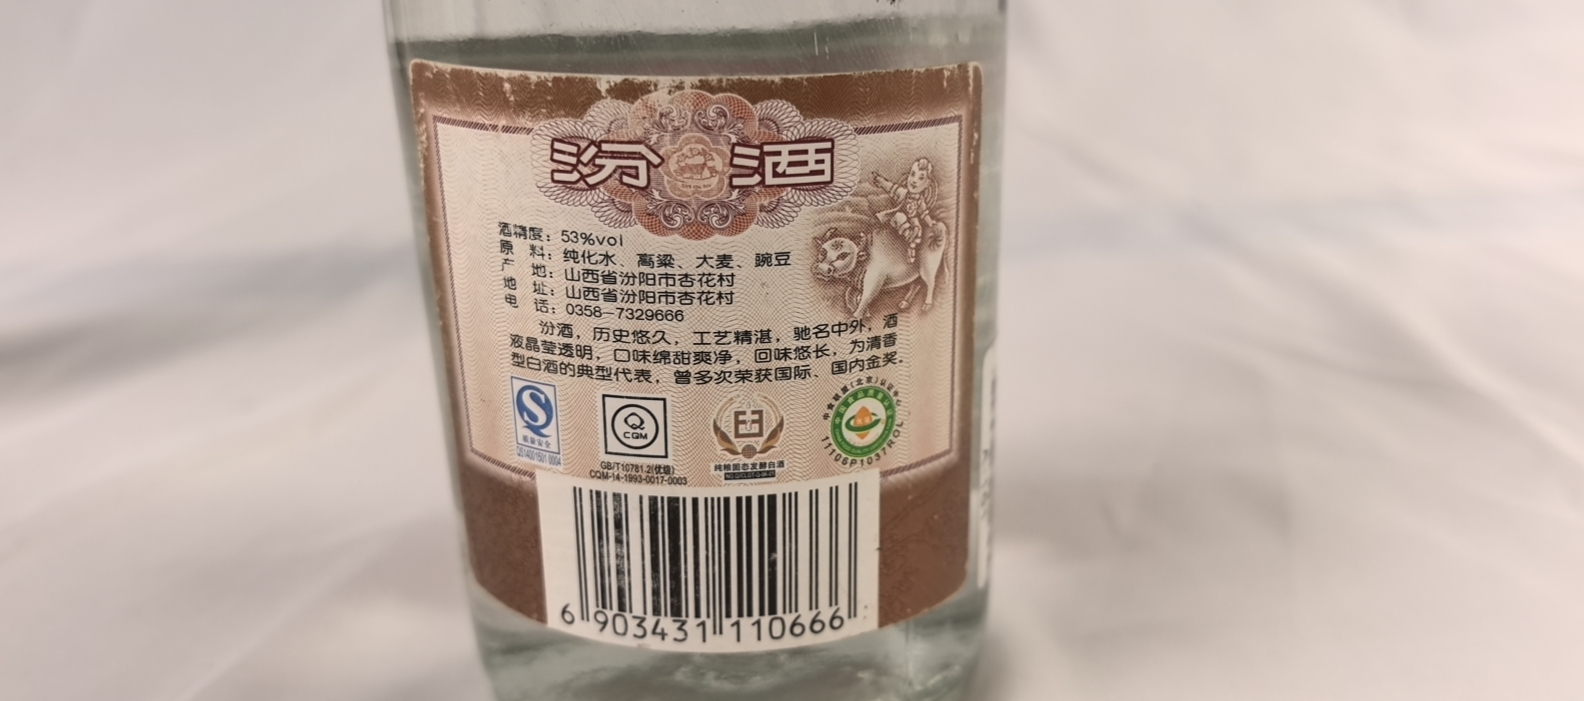 汾酒
酒精度：53%vol
原 料：纯化水、高粱、大麦、豌豆
产 地：山西省汾阳市杏花村
地 址：山西省汾阳市杏花村
电 话：0358-7329666
汾酒，历史悠久，工艺精湛，驰名中外，酒
液晶莹透明，口味绵甜爽净，回味悠长，为清香
型白酒的典型代表，曾多次荣获国际、国内金奖。
质量安全
CQM
GB/T10781.2(优级)
CQM-14-1993-0017-0003
纯粮固态发酵白酒
11106P1037ROL
6 903431 110666